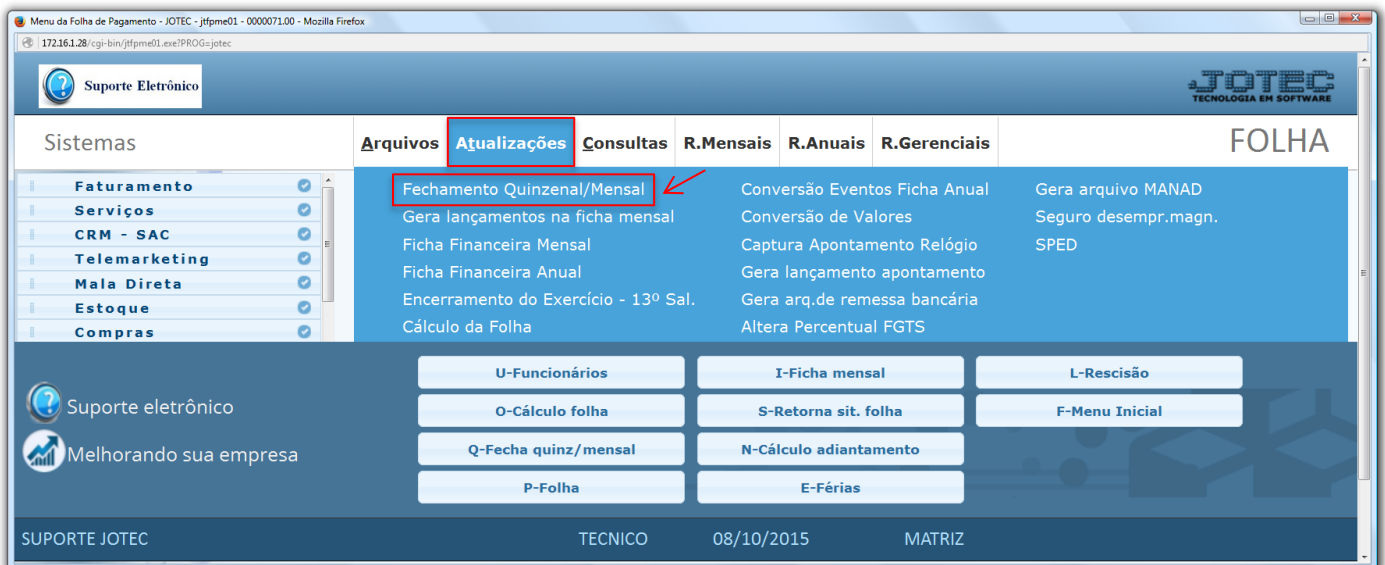 Menu da Folha de Pagamento - JOTEC - jtfpme01 - 0000071.00 - Mozilla Firefox
172.16.1.28/cgi-bin/jtfpme01.exe?PROG=jotec
Suporte Eletrônico
JOTEC
TECNOLOGIA EM SOFTWARE
Sistemas
Arquivos Atualizações Consultas R.Mensais R.Anuais R.Gerenciais
FOLHA
Faturamento
Serviços
CRM - SAC
Telemarketing
Mala Direta
Estoque
Compras
Fechamento Quinzenal/Mensal
Gera lançamentos na ficha mensal
Ficha Financeira Mensal
Ficha Financeira Anual
Encerramento do Exercício - 13º Sal.
Cálculo da Folha
Conversão Eventos Ficha Anual
Conversão de Valores
Captura Apontamento Relógio
Gera lançamento apontamento
Gera arq.de remessa bancária
Altera Percentual FGTS
Gera arquivo MANAD
Seguro desempr.magn.
SPED
Suporte eletrônico
Melhorando sua empresa
U-Funcionários I-Ficha mensal L-Rescisão
O-Cálculo folha S-Retorna sit. folha F-Menu Inicial
Q-Fecha quinz/mensal N-Cálculo adiantamento
P-Folha E-Férias
SUPORTE JOTEC TECNICO 08/10/2015 MATRIZ